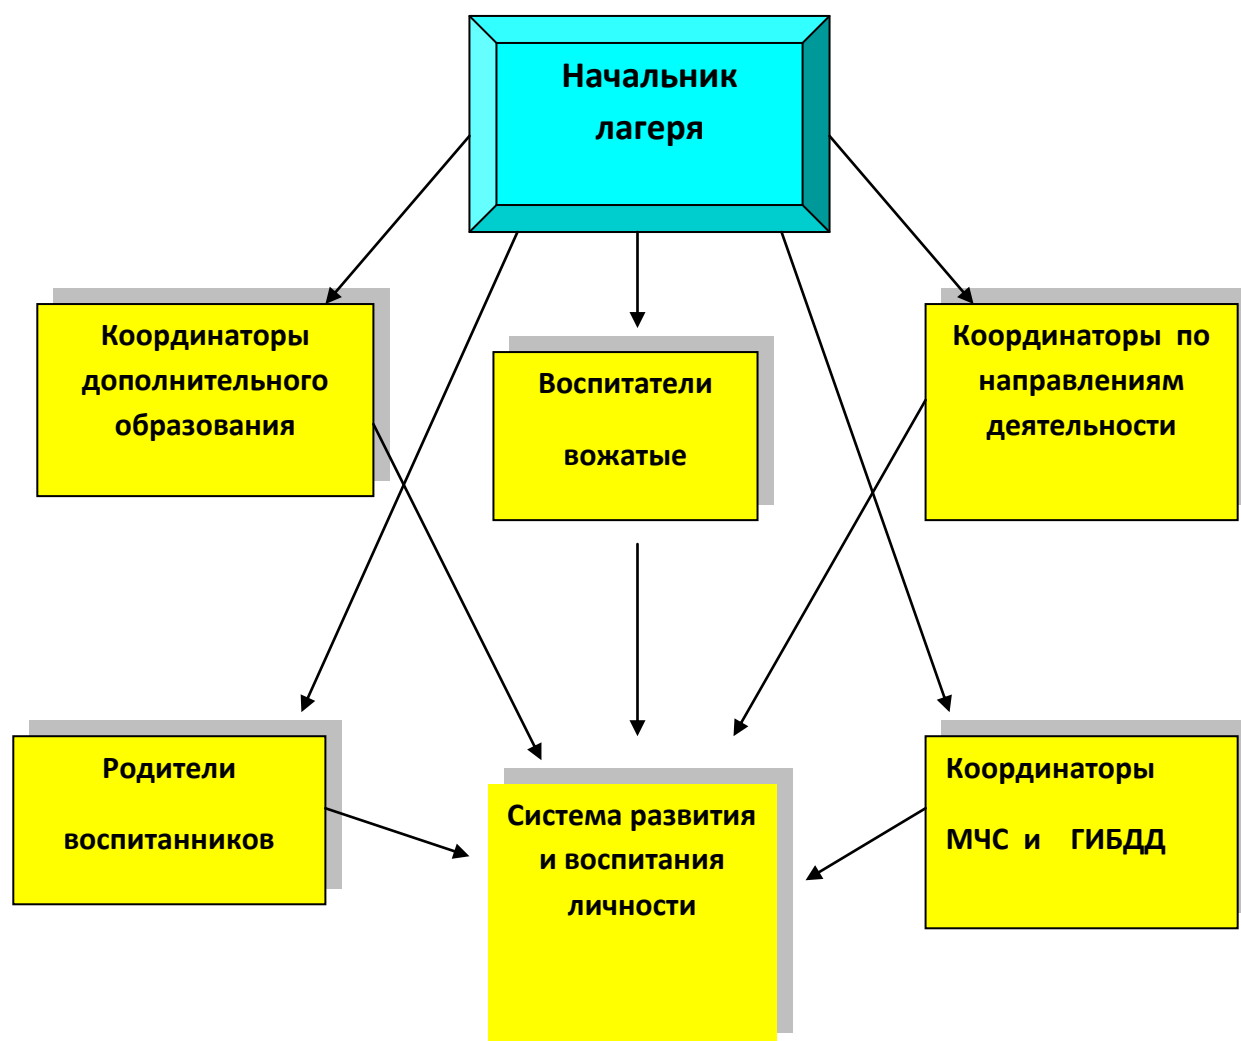 Начальник
лагеря
Координаторы
дополнительного
образования
Воспитатели
вожатые
Координаторы по
направлениям
деятельности
Родители
воспитанников
Система развития
и воспитания
личности
Координаторы
МЧС и ГИБДД